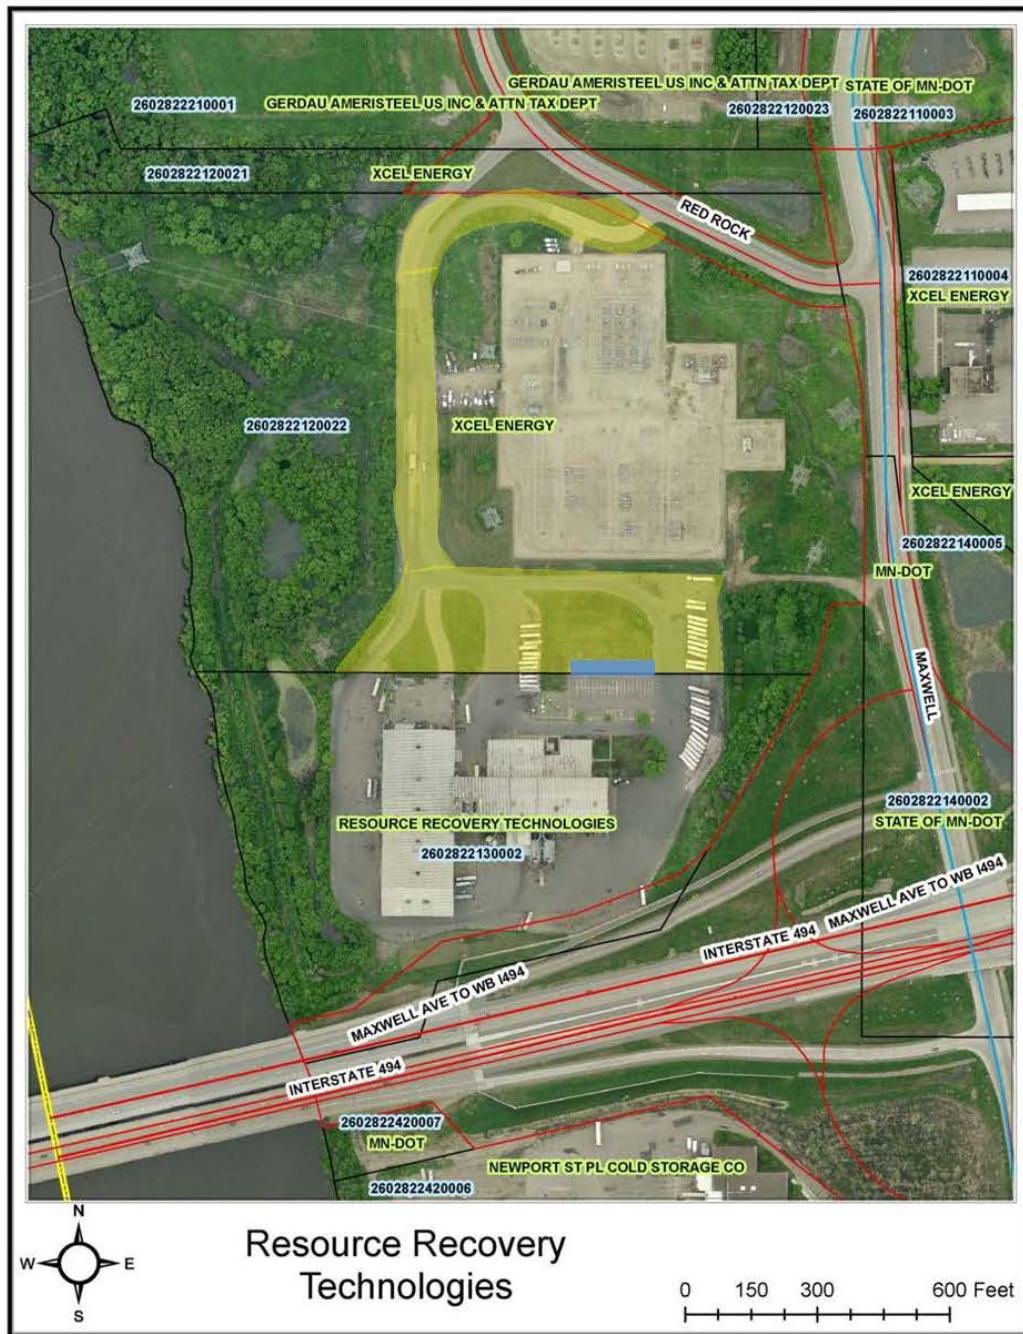 GERDAU AMERISTEEL US INC & ATTN TAX DEPT
STATE OF MN-DOT
2602822210001
GERDAU AMERISTEEL US INC & ATTN TAX DEPT
2602822120023
2602822110003
2602822120021
XCEL ENERGY
RED ROCK
2602822110004
XCEL ENERGY
2602822120022
XCEL ENERGY
XCEL ENERGY
2602822140005
MN-DOT
MAXWELL
2602822140002
STATE OF MN-DOT
RESOURCE RECOVERY TECHNOLOGIES
2602822130002
MAXWELL AVE TO WB I494
INTERSTATE 494
MAXWELL AVE TO WB I494
INTERSTATE 494
2602822420007
MN-DOT
NEWPORT ST PL COLD STORAGE CO
2602822420006
N
W
E
S
Resource Recovery
Technologies
0 150 300 600 Feet